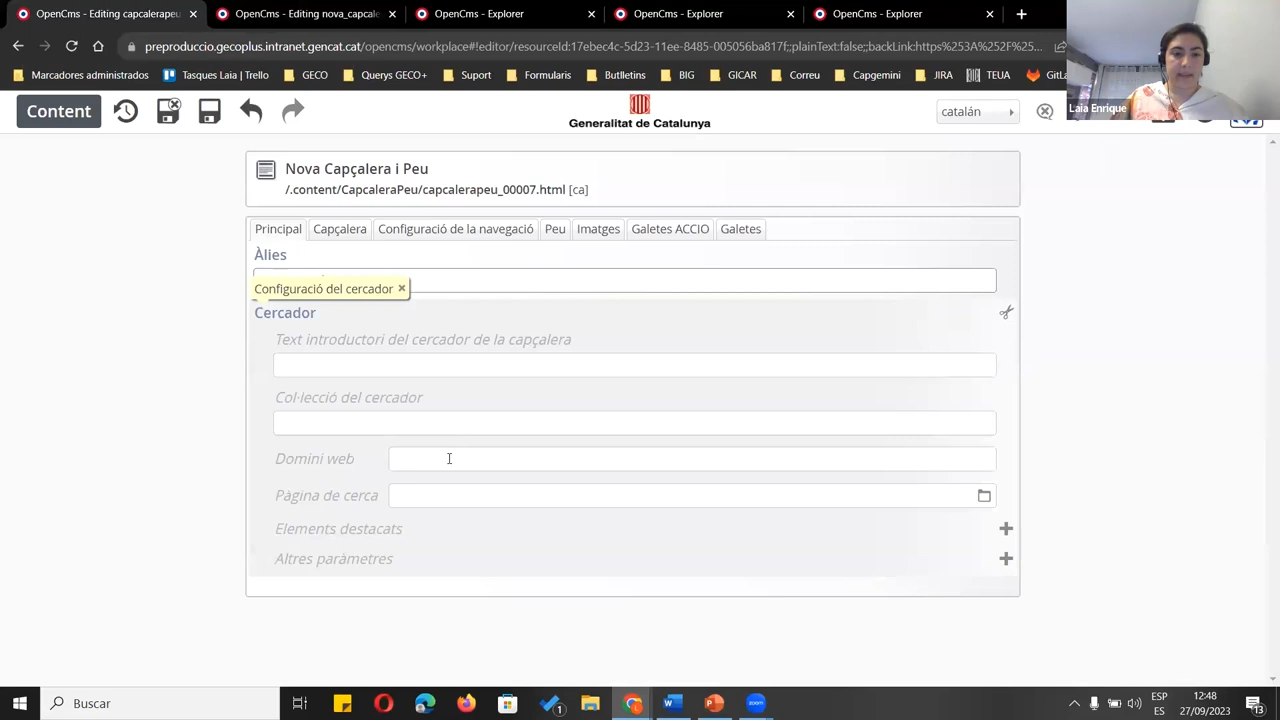 OpenCms - Editing capcalerapeu
OpenCms - Editing nova_capcale
OpenCms - Explorer
OpenCms - Explorer
OpenCms - Explorer
preproduccio.gecoplus.intranet.gencat.cat/opencms/workplace#!editor/resourceId:17ebec4c-5d23-11ee-8485-005056ba817f;;plainText:false;;backLink:https%253A%252F%25...
Marcadores administrados
Tasques Laia | Trello
GECO
Querys GECO+
Suport
Formularis
Butlletins
BIG
GICAR
Correu
Capgemini
JIRA
TEUA
GitLa
Laia Enrique
Content
Generalitat de Catalunya
catalán
Nova Capçalera i Peu
/.content/CapcaleraPeu/capcalerapeu_00007.html [ca]
Principal
Capçalera
Configuració de la navegació
Peu
Imatges
Galetes ACCIO
Galetes
Àlies
Configuració del cercador
Cercador
Text introductori del cercador de la capçalera
Col·lecció del cercador
Domini web
Pàgina de cerca
Elements destacats
Altres paràmetres
Buscar
1
W
P
zoom
ESP
ES
12:48
27/09/2023
13